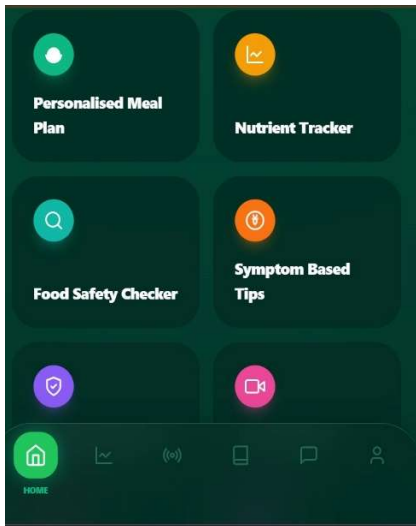 Personalised Meal
Plan
Nutrient Tracker
Food Safety Checker
Symptom Based
Tips
HOME